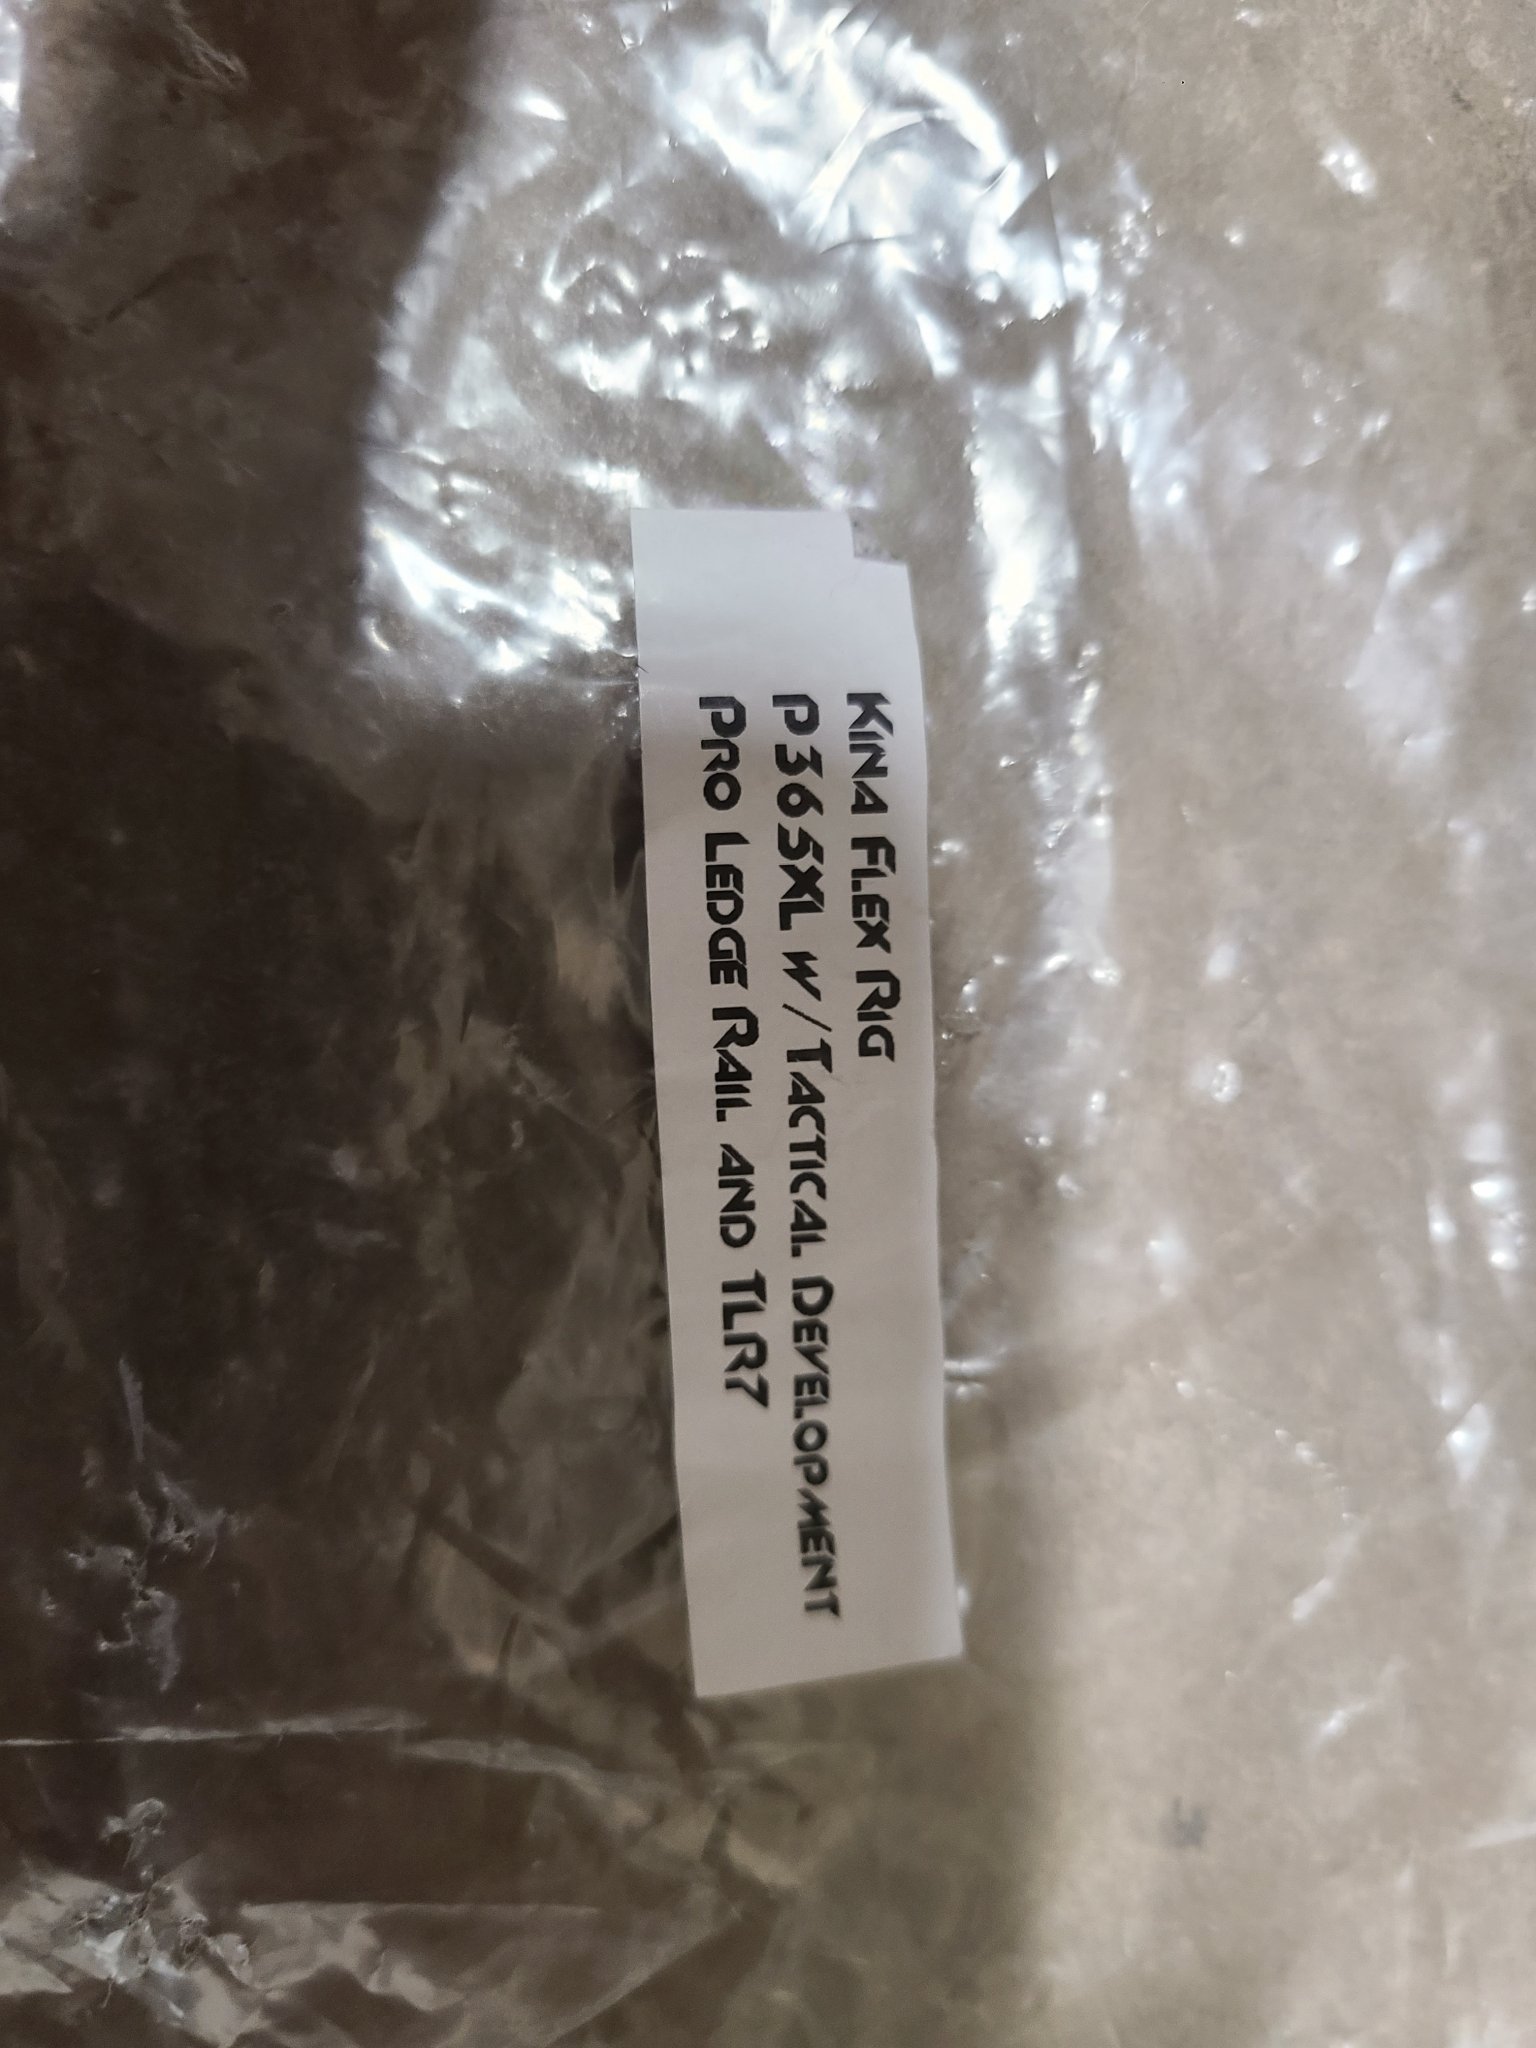 Kina Flex Rig
P365XL w/Tactical Development
Pro Ledge Rail and TLR7